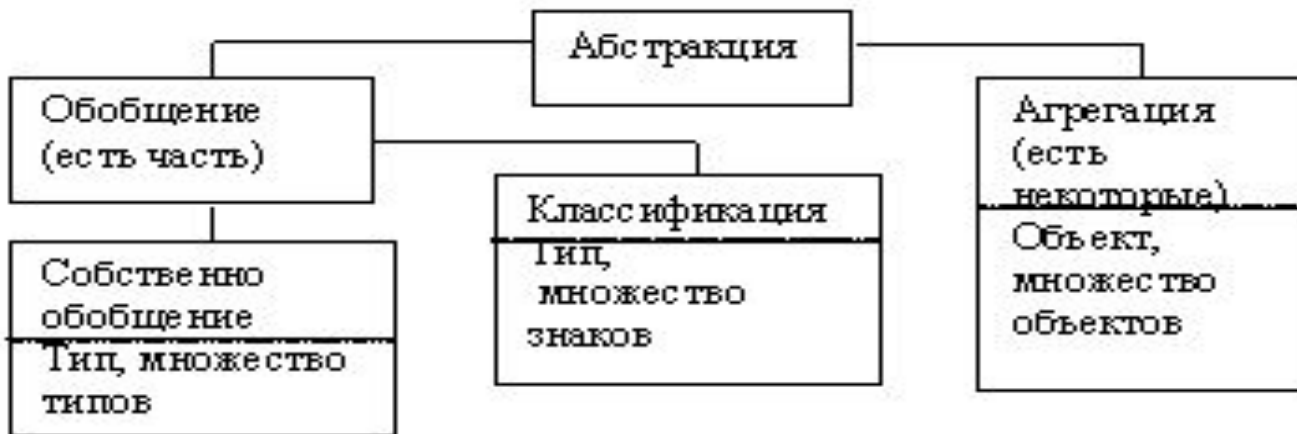 Абстракция
Обобщение
(есть часть)
Агрегация
(есть
некоторые)
Классификация
Тип,
множество
знаков
Объект,
множество
объектов
Собственно
обобщение
Тип, множество
типов